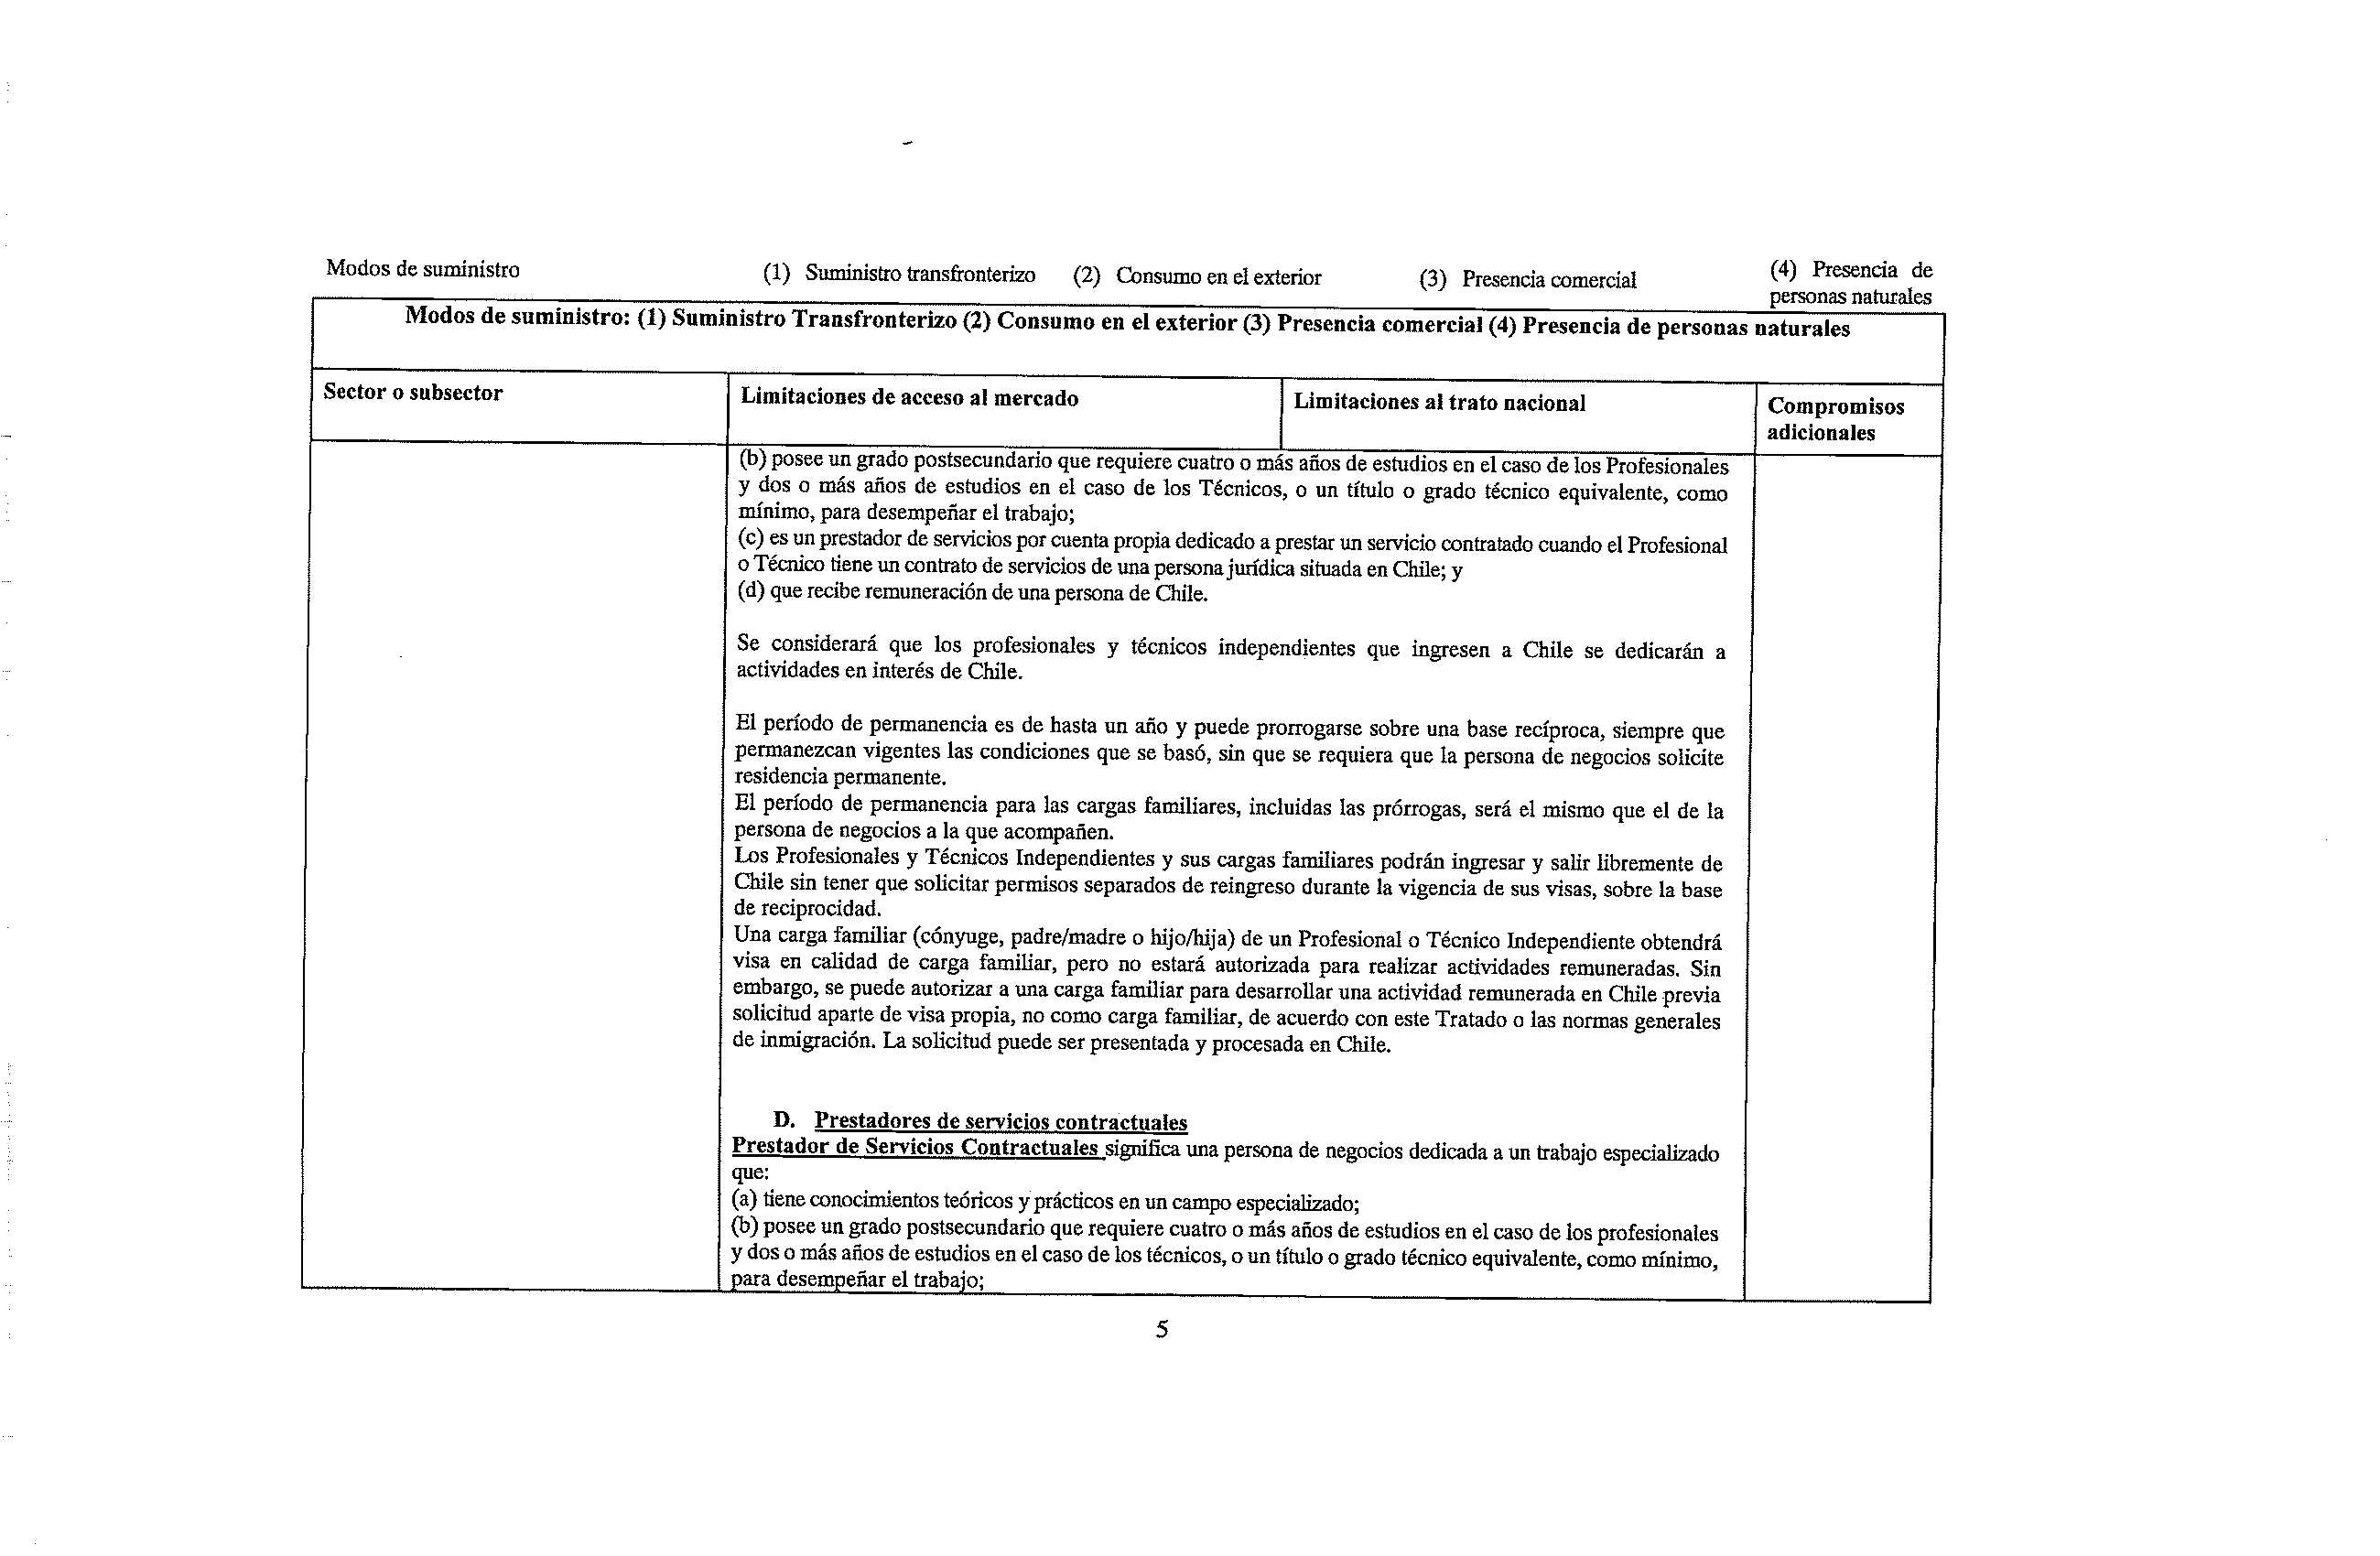 Modos de suministro (1) Suministro transfronterizo (2) Consumo en el exterior (3) Presencia comercial (4) Presencia de
personas naturales
Modos de suministro: (1) Suministro Transfronterizo (2) Consumo en el exterior (3) Presencia comercial (4) Presencia de personas naturales
Sector o subsector
Limitaciones de acceso al mercado
Limitaciones al trato nacional
Compromisos
adicionales
(b) posee un grado postsecundario que requiere cuatro o más años de estudios en el caso de los Profesionales
y dos o más años de estudios en el caso de los Técnicos, o un título o grado técnico equivalente, como
mínimo, para desempeñar el trabajo;
(c) es un prestador de servicios por cuenta propia dedicado a prestar un servicio contratado cuando el Profesional
o Técnico tiene un contrato de servicios de una persona jurídica situada en Chile; y
(d) que recibe remuneración de una persona de Chile.
Se considerará que los profesionales y técnicos independientes que ingresen a Chile se dedicarán a
actividades en interés de Chile.
El período de permanencia es de hasta un año y puede prorrogarse sobre una base recíproca, siempre que
permanezcan vigentes las condiciones que se basó, sin que se requiera que la persona de negocios solicite
residencia permanente.
El período de permanencia para las cargas familiares, incluidas las prórrogas, será el mismo que el de la
persona de negocios a la que acompañen.
Los Profesionales y Técnicos Independientes y sus cargas familiares podrán ingresar y salir libremente de
Chile sin tener que solicitar permisos separados de reingreso durante la vigencia de sus visas, sobre la base
de reciprocidad.
Una carga familiar (cónyuge, padre/madre o hijo/hija) de un Profesional o Técnico Independiente obtendrá
visa en calidad de carga familiar, pero no estará autorizada para realizar actividades remuneradas. Sin
embargo, se puede autorizar a una carga familiar para desarrollar una actividad remunerada en Chile previa
solicitud aparte de visa propia, no como carga familiar, de acuerdo con este Tratado o las normas generales
de inmigración. La solicitud puede ser presentada y procesada en Chile.
D. Prestadores de servicios contractuales
Prestador de Servicios Contractuales significa una persona de negocios dedicada a un trabajo especializado
que:
(a) tiene conocimientos teóricos y prácticos en un campo especializado;
(b) posee un grado postsecundario que requiere cuatro o más años de estudios en el caso de los profesionales
y dos o más años de estudios en el caso de los técnicos, o un título o grado técnico equivalente, como mínimo,
para desempeñar el trabajo;
5